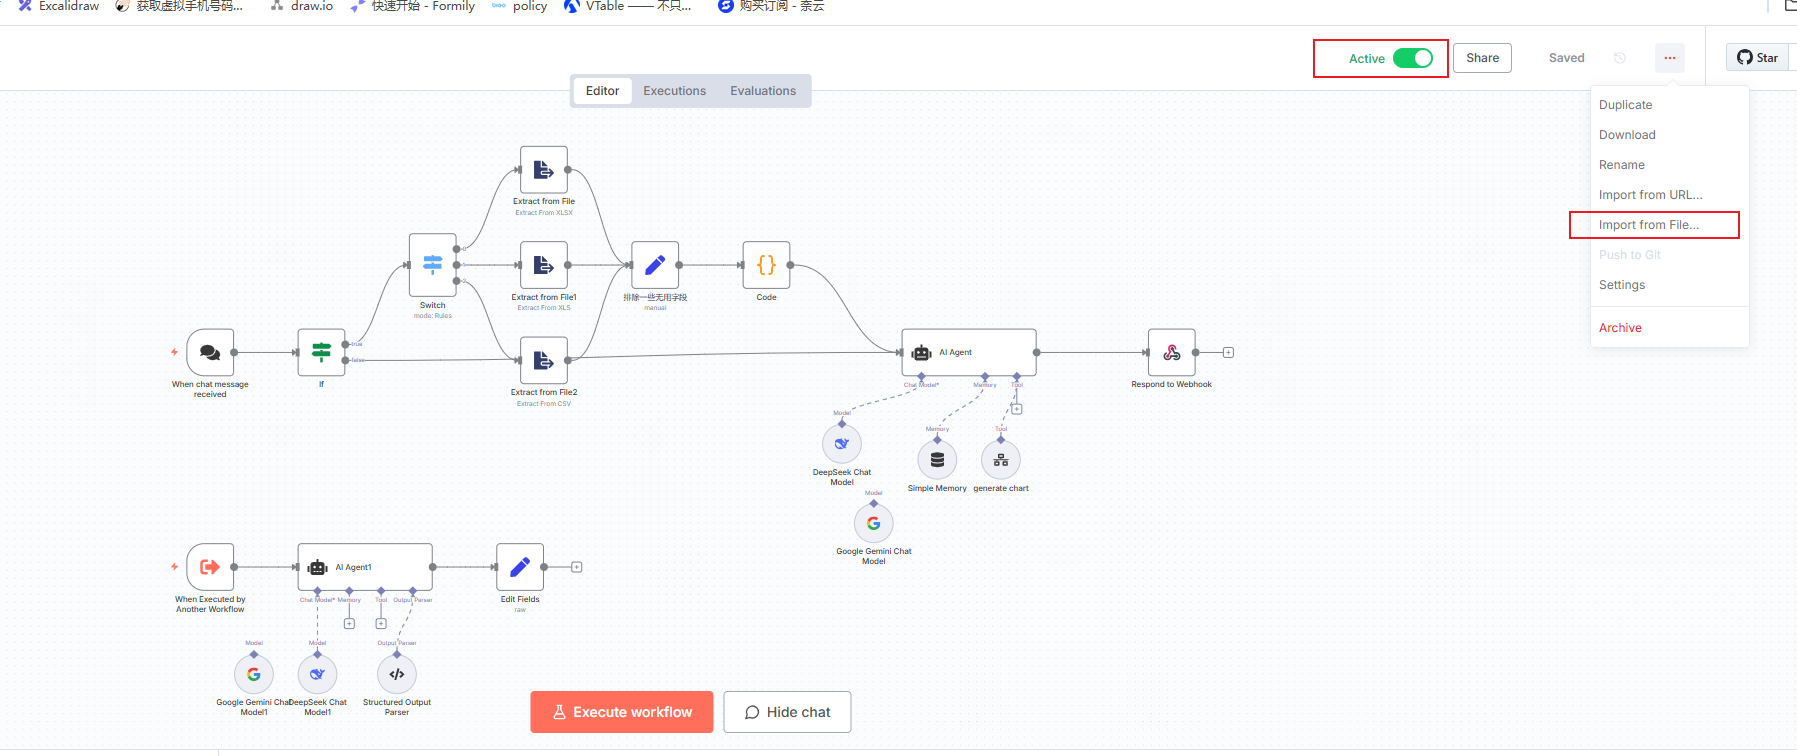 Excalidraw
获取虚拟手机号码...
draw.io
快速开始 - Formily
policy
VTable —— 不只...
购买订阅 - 奈云
Active
Share
Saved
Star
Editor
Executions
Evaluations
Duplicate
Download
Rename
Import from URL...
Import from File...
Push to Git
Settings
Archive
Extract from File
Extract From XLSX
Switch
mode: Rules
0
1
2
Extract from File1
Extract From XLS
排除一些无用字段
manual
Code
When chat message
received
If
true
false
Extract from File2
Extract From CSV
AI Agent
Chat Model*
Memory
Tool
Respond to Webhook
Model
DeepSeek Chat
Model
Memory
Simple Memory
Tool
generate chart
Model
Google Gemini Chat
Model
When Executed by
Another Workflow
AI Agent1
Chat Model*
Memory
Tool
Output Parser
Edit Fields
raw
Model
Google Gemini Chat
Model1
Model
DeepSeek Chat
Model1
Output Parser
Structured Output
Parser
Execute workflow
Hide chat